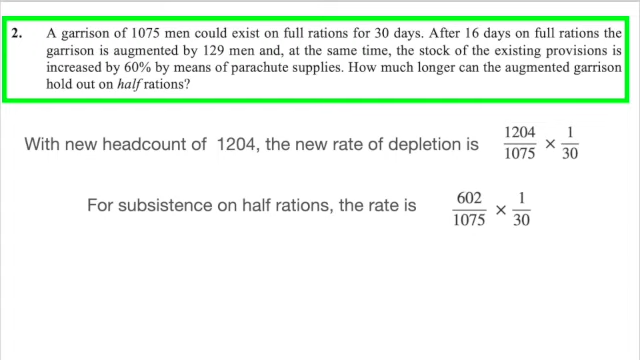 2. A garrison of 1075 men could exist on full rations for 30 days. After 16 days on full rations the
garrison is augmented by 129 men and, at the same time, the stock of the existing provisions is
increased by 60% by means of parachute supplies. How much longer can the augmented garrison
hold out on half rations?
With new headcount of 1204, the new rate of depletion is 1204/1075 × 1/30
For subsistence on half rations, the rate is 602/1075 × 1/30